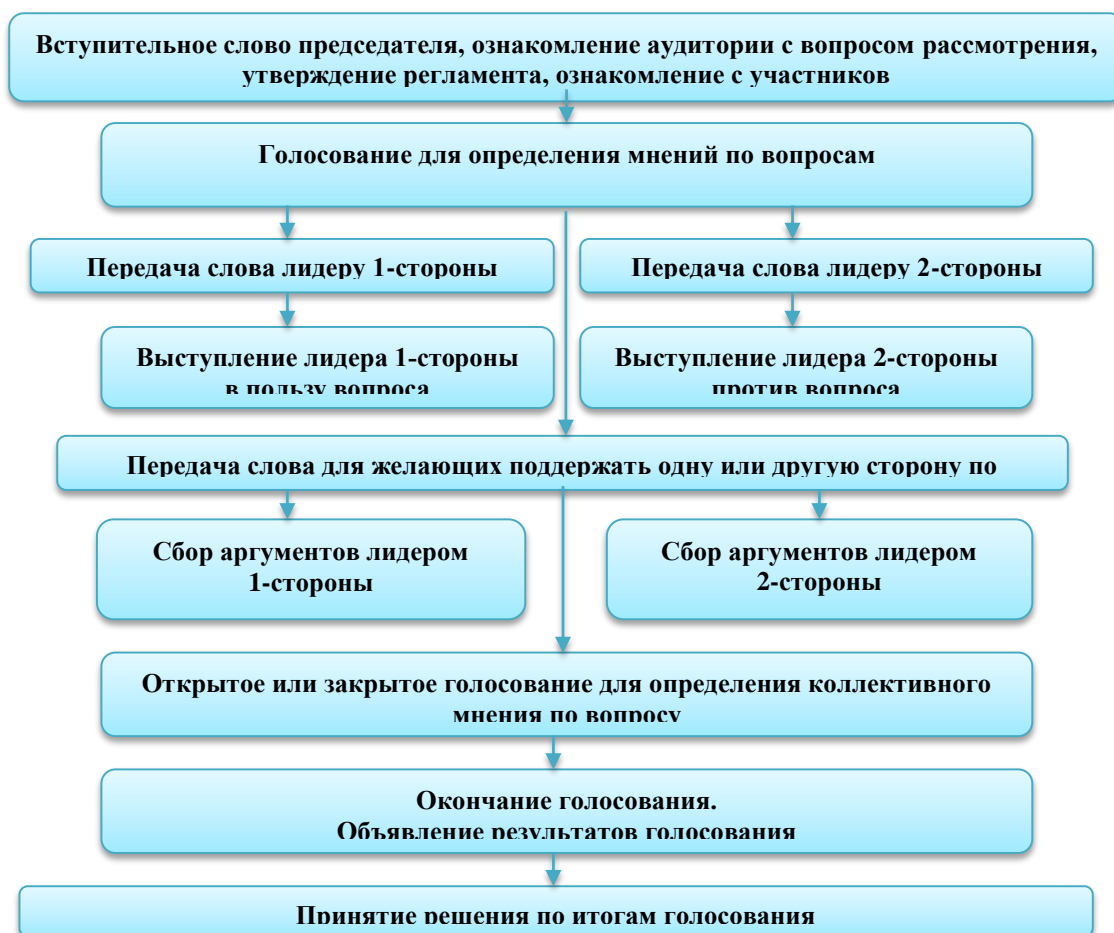 Вступительное слово председателя, ознакомление аудитории с вопросом рассмотрения,
утверждение регламента, ознакомление с участников
Голосование для определения мнений по вопросам
Передача слова лидеру 1-стороны
Передача слова лидеру 2-стороны
Выступление лидера 1-стороны
в пользу вопроса
Выступление лидера 2-стороны
против вопроса
Передача слова для желающих поддержать одну или другую сторону по
Сбор аргументов лидером
1-стороны
Сбор аргументов лидером
2-стороны
Открытое или закрытое голосование для определения коллективного
мнения по вопросу
Окончание голосования.
Объявление результатов голосования
Принятие решения по итогам голосования